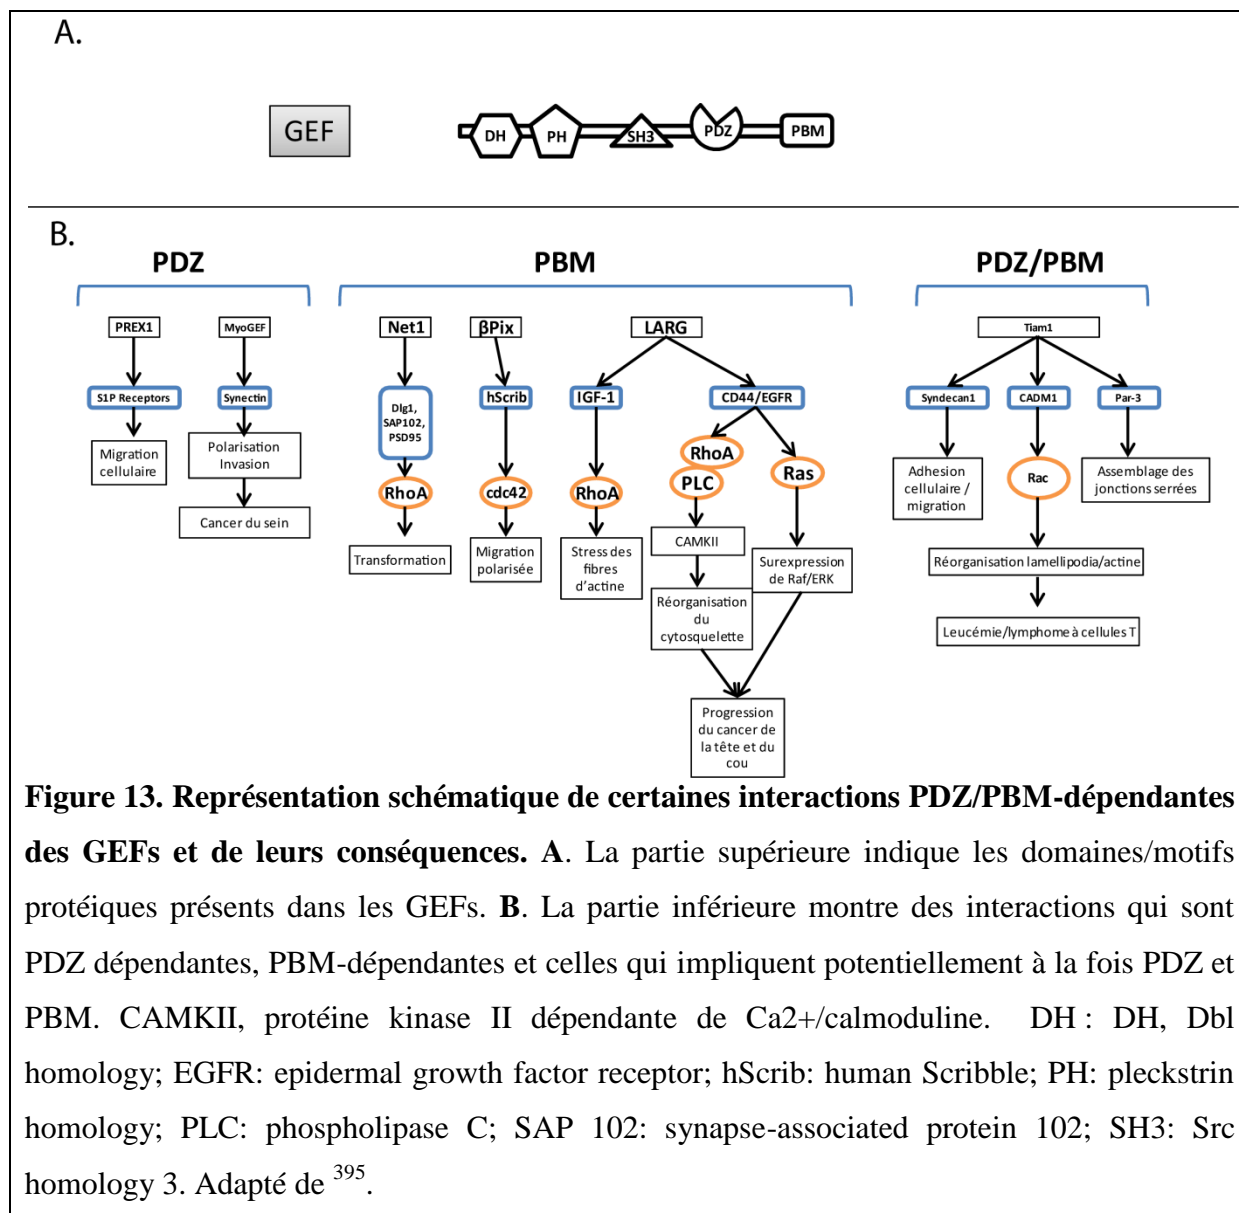 A.
GEF
DH
PH
SH3
PDZ
PBM
B.
PDZ
PBM
PDZ/PBM
PREX1
MyoGEF
Net1
βPix
LARG
Tiam1
S1P Receptors
Synectin
Dlg1,
SAP102,
PSD95
hScrib
IGF-1
CD44/EGFR
Syndecan1
CADM1
Par-3
Migration
cellulaire
Polarisation
Invasion
Cancer du sein
RhoA
cdc42
RhoA
RhoA
PLC
Ras
Adhesion
cellulaire /
migration
Rac
Assemblage des
jonctions serrées
Transformation
Migration
polarisée
Stress des
fibres
d'actine
CAMKII
Surexpression
de Raf/ERK
Réorganisation
du
cytosquelette
Réorganisation lamellipodia/actine
Leucémie/lymphome à cellules T
Progression
du cancer de
la tête et du
cou
Figure 13. Représentation schématique de certaines interactions PDZ/PBM-dépendantes
des GEFs et de leurs conséquences. A. La partie supérieure indique les domaines/motifs
protéiques présents dans les GEFs. B. La partie inférieure montre des interactions qui sont
PDZ dépendantes, PBM-dépendantes et celles qui impliquent potentiellement à la fois PDZ et
PBM. CAMKII, protéine kinase II dépendante de Ca2+/calmoduline. DH : DH, Dbl
homology; EGFR: epidermal growth factor receptor; hScrib: human Scribble; PH: pleckstrin
homology; PLC: phospholipase C; SAP 102: synapse-associated protein 102; SH3: Src
homology 3. Adapté de 395.